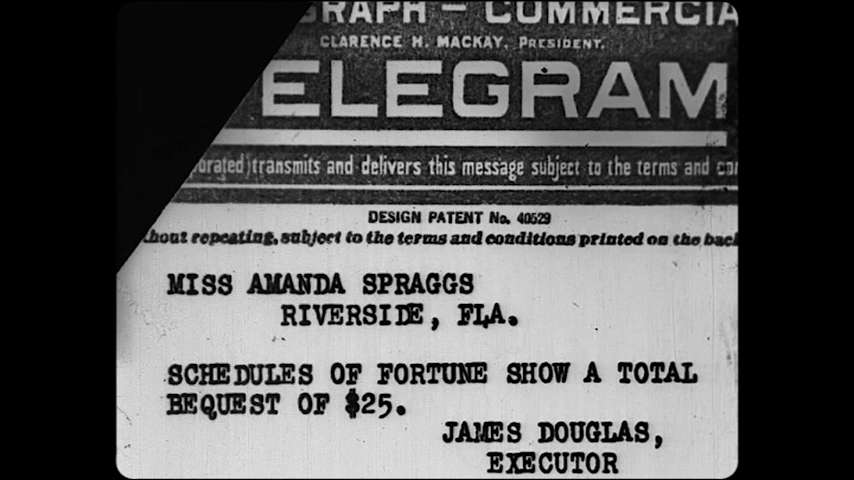 GRAPH - COMMERCIA
CLARENCE H. MACKAY, PRESIDENT.
ELEGRAM
orated) transmits and delivers this message subject to the terms and con
DESIGN PATENT No. 40529
hout repeating, subject to the terms and conditions printed on the back
MISS AMANDA SPRAGGS
RIVERSIDE, FLA.
SCHEDULES OF FORTUNE SHOW A TOTAL
BEQUEST OF $25.
JAMES DOUGLAS,
EXECUTOR